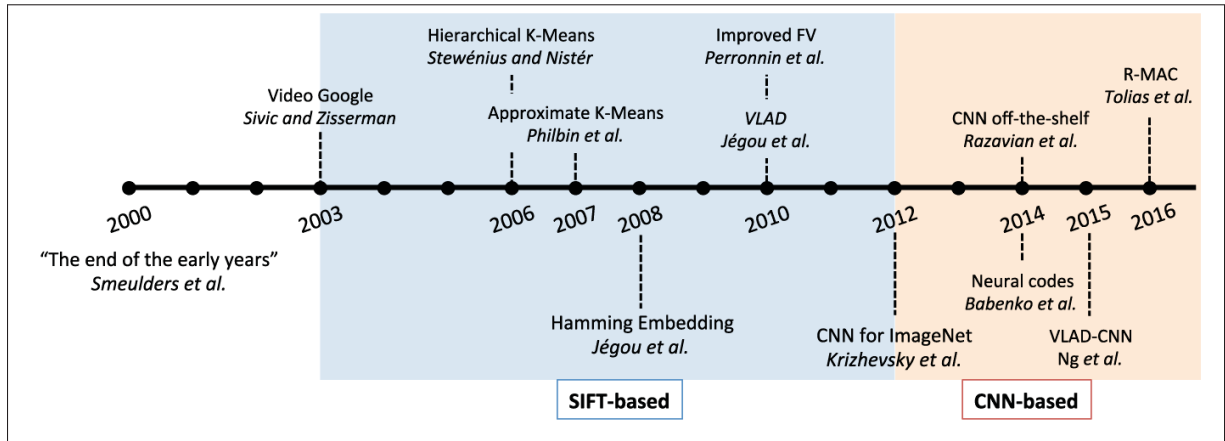 Hierarchical K-Means
Stewénius and Nistér
Improved FV
Perronnin et al.
R-MAC
Tolias et al.
Video Google
Sivic and Zisserman
Approximate K-Means
Philbin et al.
VLAD
Jégou et al.
CNN off-the-shelf
Razavian et al.
2000
2003
2006
2007
2008
2010
2012
2014
2015
2016
“The end of the early years”
Smeulders et al.
Hamming Embedding
Jégou et al.
CNN for ImageNet
Krizhevsky et al.
Neural codes
Babenko et al.
VLAD-CNN
Ng et al.
SIFT-based
CNN-based